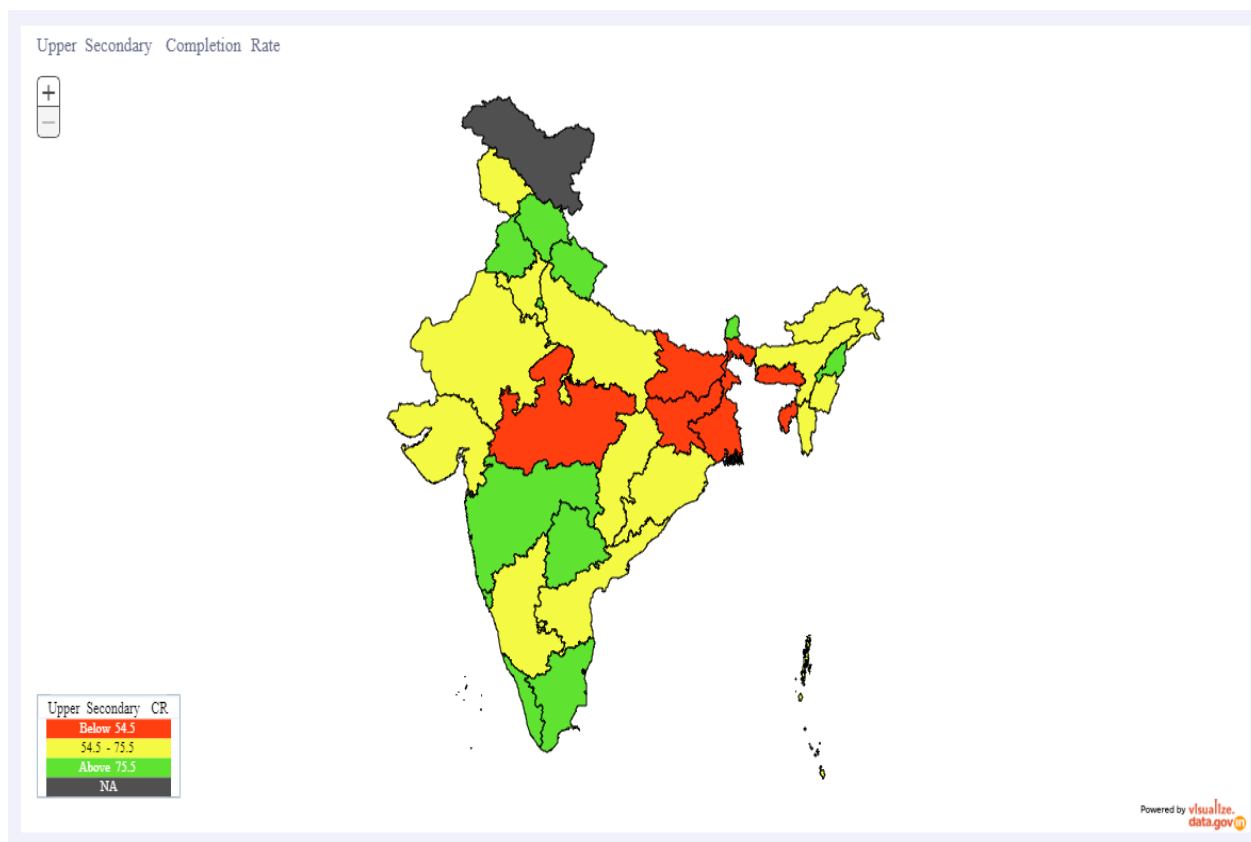 Upper Secondary Completion Rate
+
−
Upper Secondary CR
Below 54.5
54.5 - 75.5
Above 75.5
NA
Powered by visualize.
data.gov in